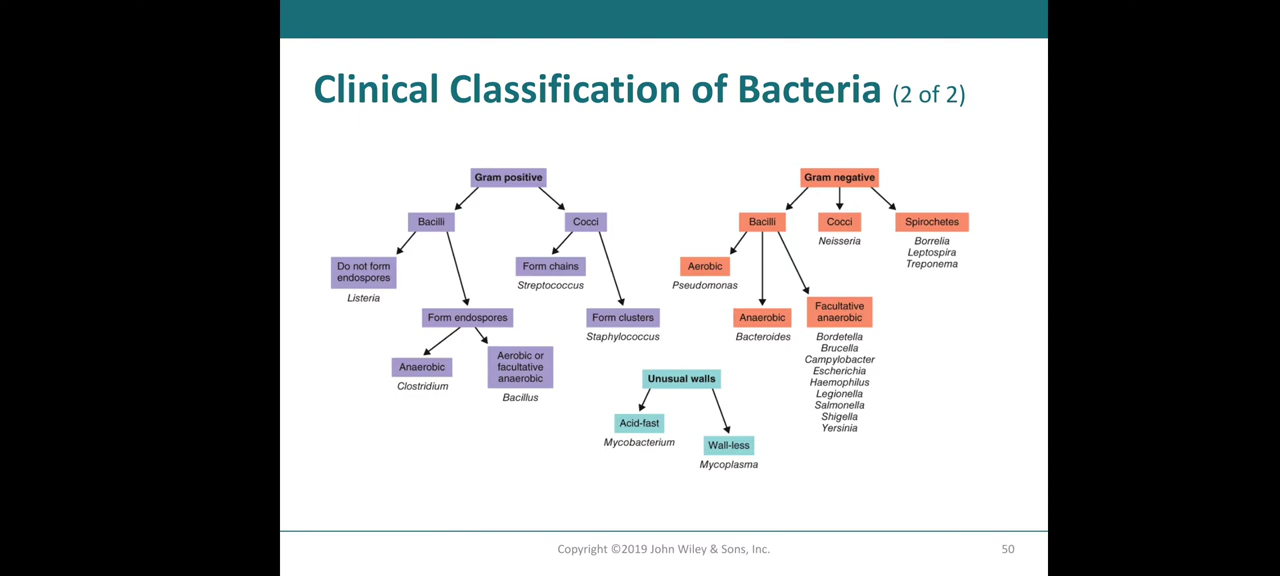 Clinical Classification of Bacteria (2 of 2)
Gram positive
Bacilli
Cocci
Do not form
endospores
Listeria
Form chains
Streptococcus
Form endospores
Form clusters
Staphylococcus
Anaerobic
Clostridium
Aerobic or
facultative
anaerobic
Bacillus
Gram negative
Bacilli
Cocci
Neisseria
Spirochetes
Borrelia
Leptospira
Treponema
Aerobic
Pseudomonas
Anaerobic
Bacteroides
Facultative
anaerobic
Bordetella
Brucella
Campylobacter
Escherichia
Haemophilus
Legionella
Salmonella
Shigella
Yersinia
Unusual walls
Acid-fast
Mycobacterium
Wall-less
Mycoplasma
Copyright ©2019 John Wiley & Sons, Inc.
50